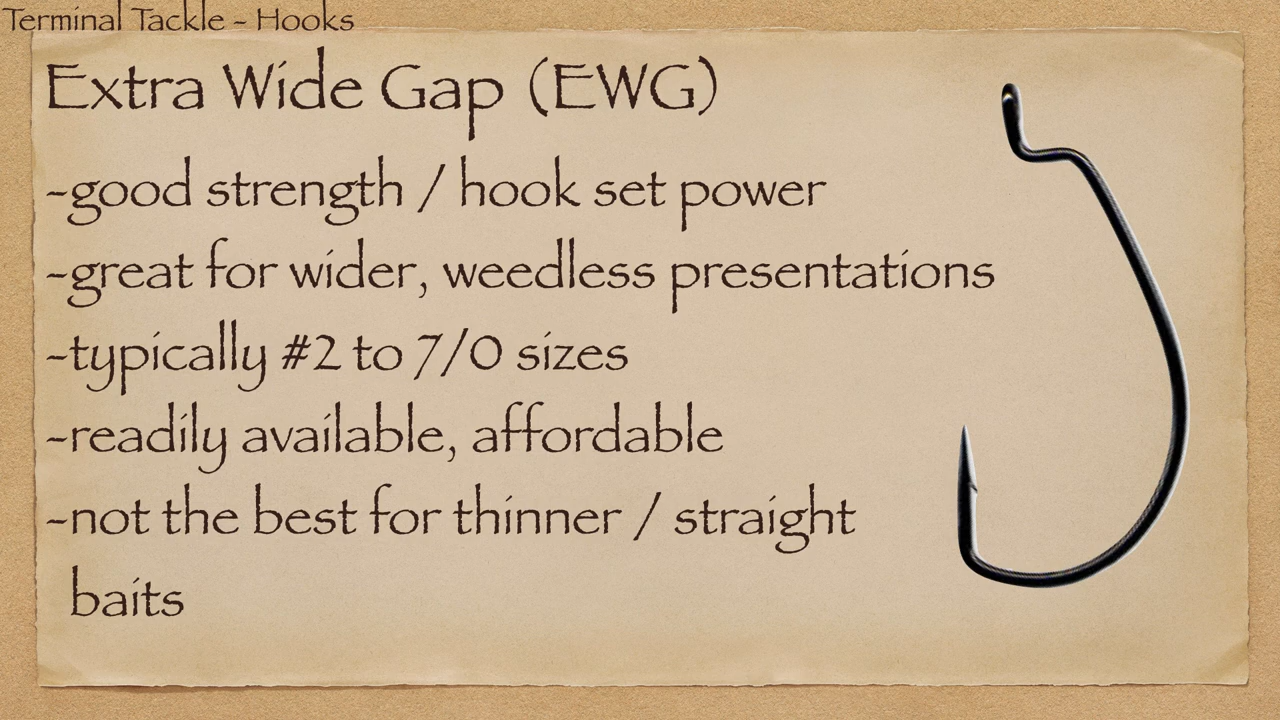 Terminal Tackle - Hooks
Extra Wide Gap (EWG)
-good strength / hook set power
-great for wider, weedless presentations
-typically #2 to 7/0 sizes
-readily available, affordable
-not the best for thinner / straight
baits